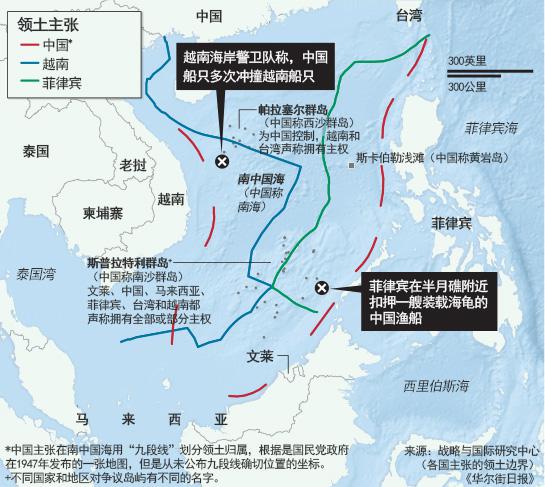 领土主张
中国*
越南
菲律宾
中国
台湾
越南海岸警卫队称，中国
船只多次冲撞越南船只
300英里
300公里
帕拉塞尔群岛
（中国称西沙群岛）
为中国控制，越南和
台湾声称拥有主权
菲律宾海
斯卡伯勒浅滩（中国称黄岩岛）
泰国
老挝
越南
南中国海
（中国称
南海）
柬埔寨
菲律宾
斯普拉特利群岛+
（中国称南沙群岛）
文莱、中国、马来西亚、
菲律宾、台湾和越南都
声称拥有全部或部分主权
泰国湾
菲律宾在半月礁附近
扣押一艘装载海龟的
中国渔船
文莱
西里伯斯海
马 来 西 亚
*中国主张在南中国海用“九段线”划分领土归属，根据是国民党政府
在1947年发布的一张地图，但是从未公布九段线确切位置的坐标。
+不同国家和地区对争议岛屿有不同的名字。
来源：战略与国际研究中心
（各国主张的领土边界）
《华尔街日报》